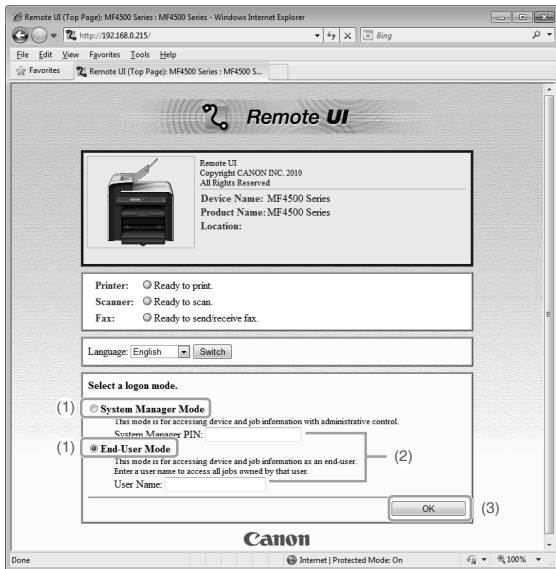 Remote UI (Top Page): MF4500 Series : MF4500 Series - Windows Internet Explorer
http://192.168.0.215/
Bing
File Edit View Favorites Tools Help
Favorites
Remote UI (Top Page): MF4500 Series : MF4500 S...
Remote UI
Remote UI
Copyright CANON INC. 2010
All Rights Reserved
Device Name: MF4500 Series
Product Name: MF4500 Series
Location:
Printer: Ready to print.
Scanner: Ready to scan.
Fax: Ready to send/receive fax.
Language: English Switch
Select a logon mode.
(1) System Manager Mode
This mode is for accessing device and job information with administrative control.
System Manager PIN:
(1) End-User Mode
(2)
This mode is for accessing device and job information as an end-user.
Enter a user name to access all jobs owned by that user.
User Name:
OK (3)
Canon
Done Internet | Protected Mode: On 100%